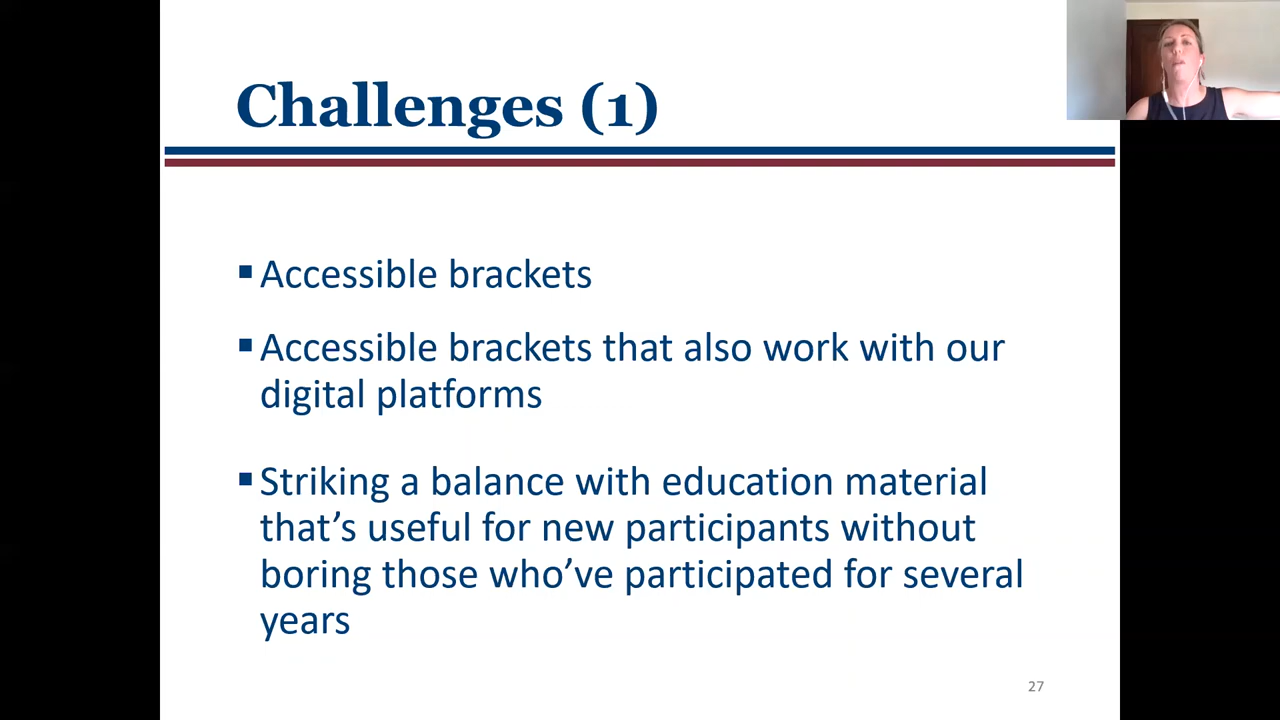 Challenges (1)
▪Accessible brackets
▪Accessible brackets that also work with our
digital platforms
▪Striking a balance with education material
that’s useful for new participants without
boring those who’ve participated for several
years
27